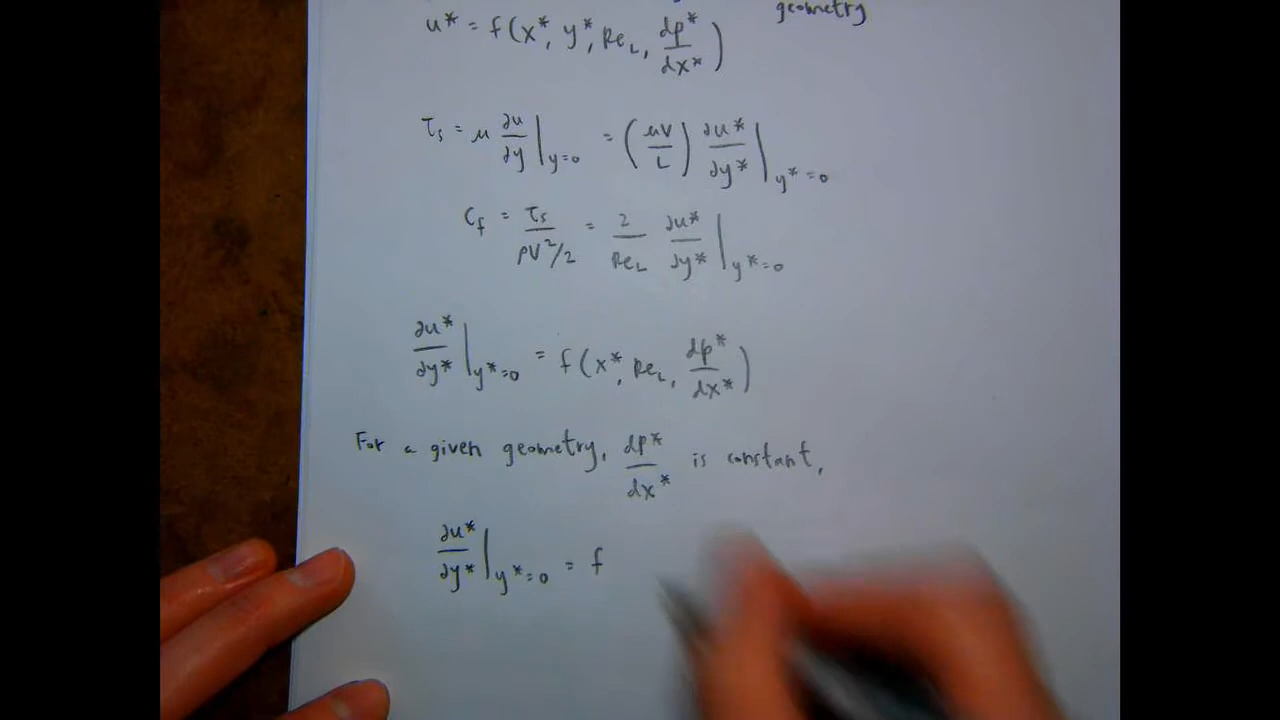 geometry
u* = f(x*, y*, Re_L, dp*/dx*)
τ_s = μ ∂u/∂y |_{y=0} = (μV/L) ∂u*/∂y* |_{y*=0}
C_f = τ_s / (ρV²/2) = 2/Re_L ∂u*/∂y* |_{y*=0}
∂u*/∂y* |_{y*=0} = f(x*, Re_L, dp*/dx*)
For a given geometry, dp*/dx* is constant,
∂u*/∂y* |_{y*=0} = f